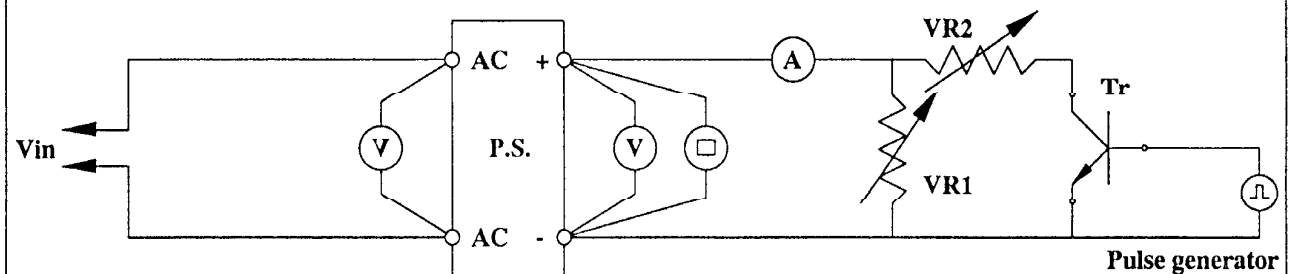 VR2
AC +
A
Tr
Vin
V
P.S.
V
VR1
AC -
Pulse generator